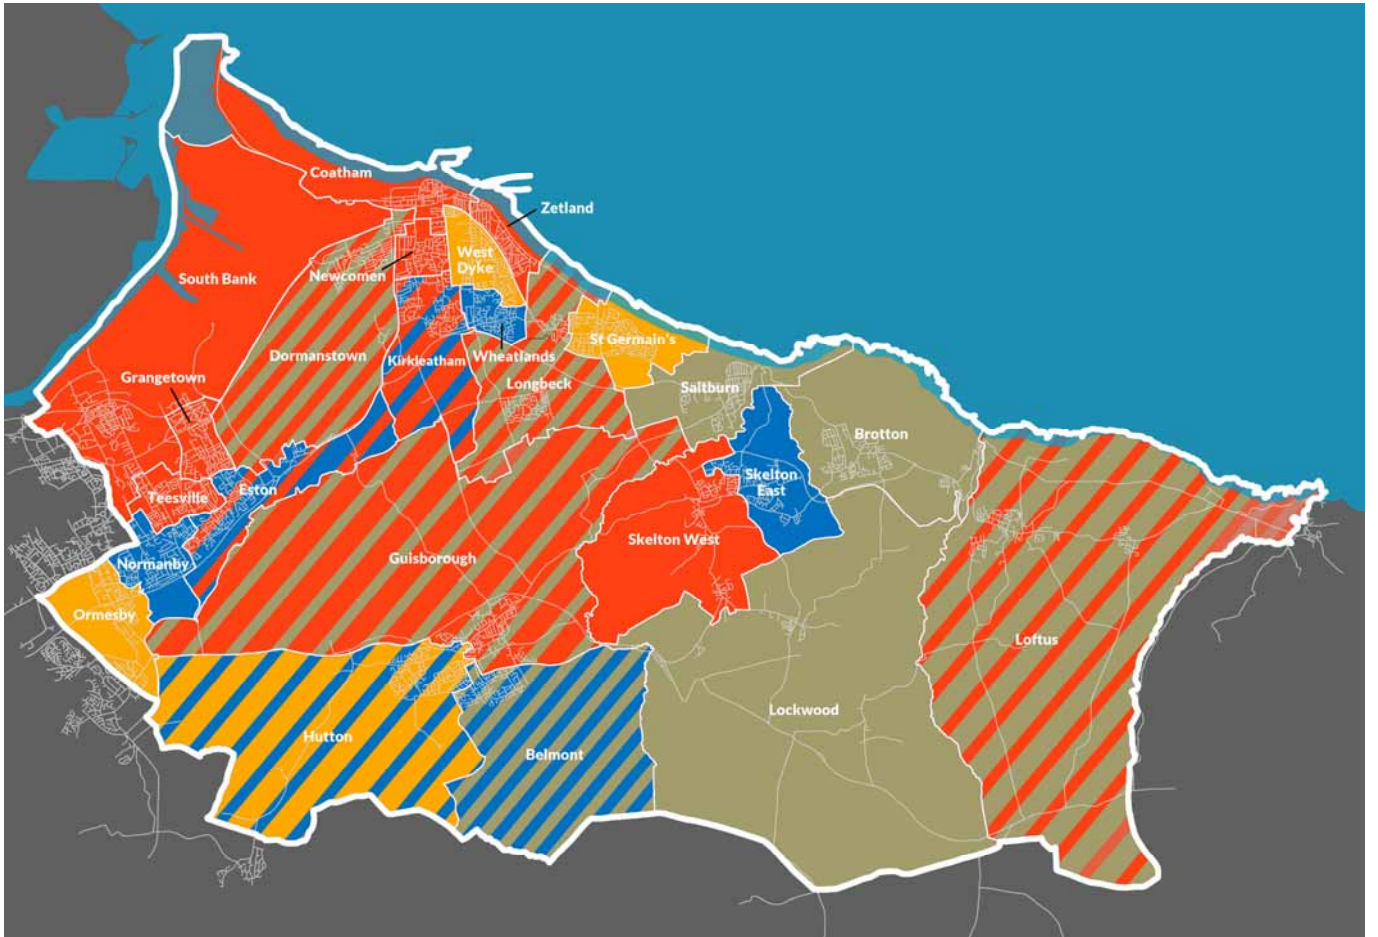 Coatham
Zetland
West
Dyke
Newcomen
South Bank
St Germain's
Dormanstown
Kirkleatham
Wheatlands
Grangetown
Longbeck
Saltburn
Brotton
Skelton
East
Teesville
Eston
Skelton West
Normanby
Guisborough
Ormesby
Loftus
Lockwood
Hutton
Belmont